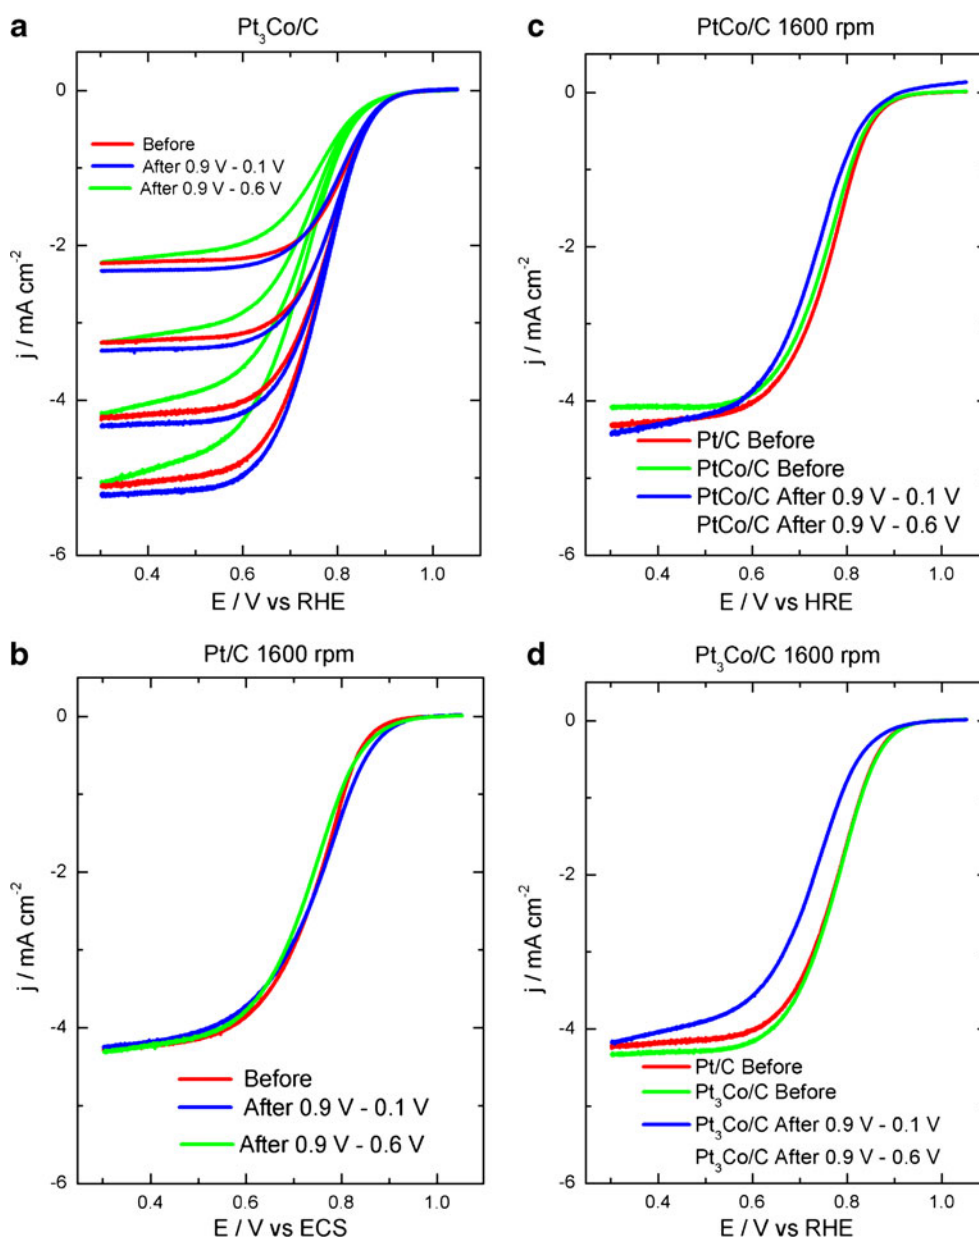 a
Pt₃Co/C
0
-2
-4
-6
j / mA cm⁻²
Before
After 0.9 V - 0.1 V
After 0.9 V - 0.6 V
0.4 0.6 0.8 1.0
E / V vs RHE
c
PtCo/C 1600 rpm
0
-2
-4
-6
j / mA cm⁻²
Pt/C Before
PtCo/C Before
PtCo/C After 0.9 V - 0.1 V
PtCo/C After 0.9 V - 0.6 V
0.4 0.6 0.8 1.0
E / V vs HRE
b
Pt/C 1600 rpm
0
-2
-4
-6
j / mA cm⁻²
Before
After 0.9 V - 0.1 V
After 0.9 V - 0.6 V
0.4 0.6 0.8 1.0
E / V vs ECS
d
Pt₃Co/C 1600 rpm
0
-2
-4
-6
j / mA cm⁻²
Pt/C Before
Pt₃Co/C Before
Pt₃Co/C After 0.9 V - 0.1 V
Pt₃Co/C After 0.9 V - 0.6 V
0.4 0.6 0.8 1.0
E / V vs RHE